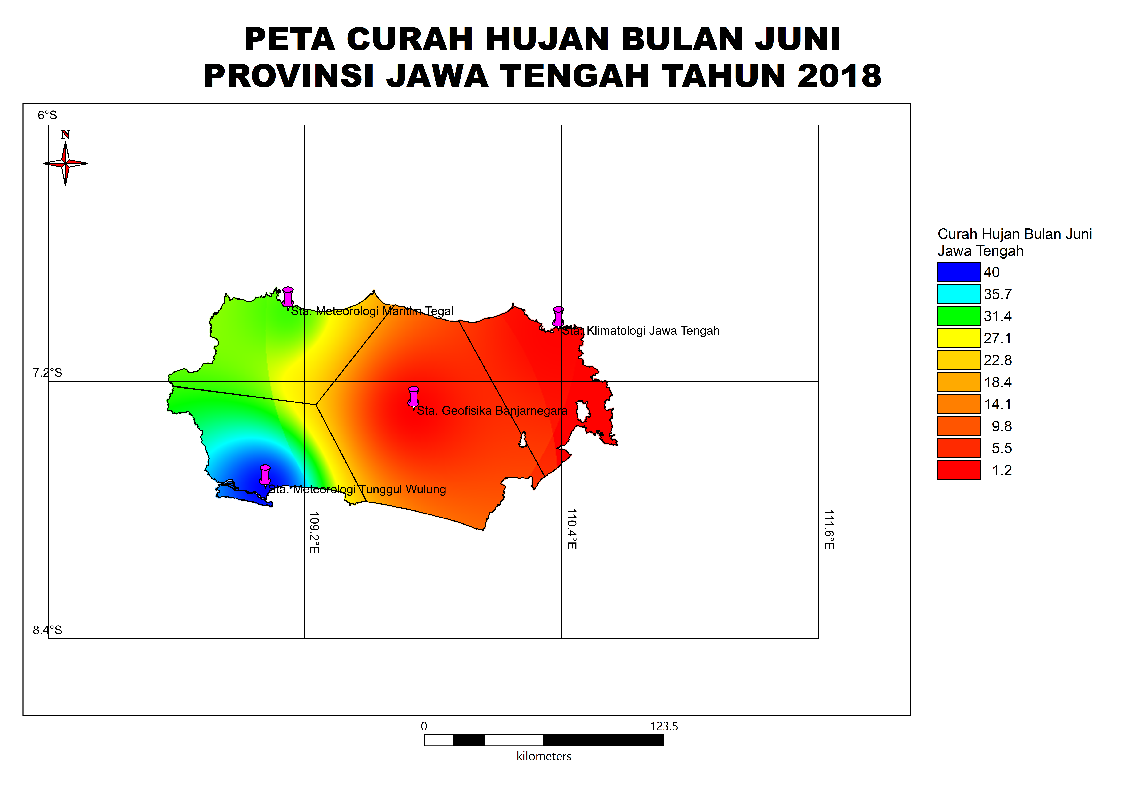 PETA CURAH HUJAN BULAN JUNI
PROVINSI JAWA TENGAH TAHUN 2018
6°S
N
Sta. Meteorologi Maritim Tegal
Sta. Klimatologi Jawa Tengah
7.2°S
Sta. Geofisika Banjarnegara
Sta. Meteorologi Tunggul Wulung
109.2°E
110.4°E
111.6°E
8.4°S
Curah Hujan Bulan Juni
Jawa Tengah
40
35.7
31.4
27.1
22.8
18.4
14.1
9.8
5.5
1.2
0 123.5
kilometers